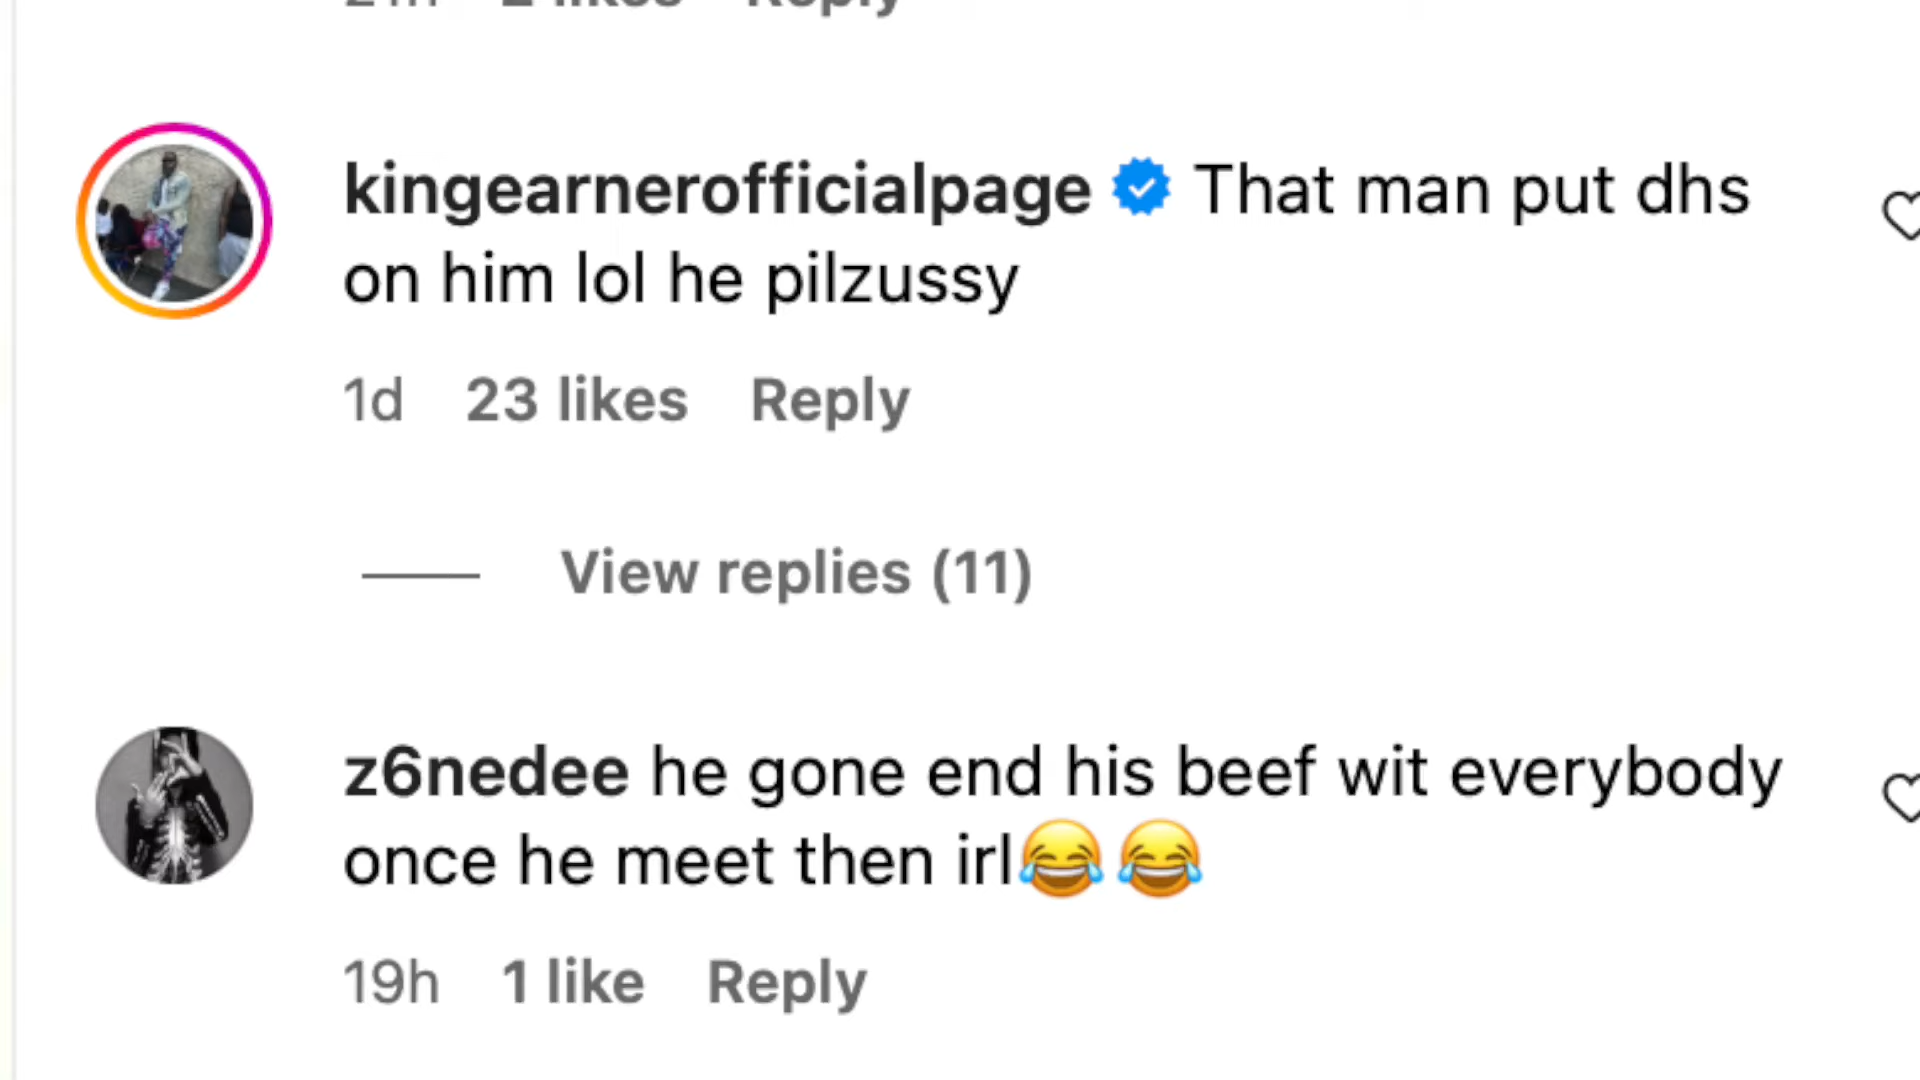 kingearnerofficialpage That man put dhs
on him lol he pilzussy
1d 23 likes Reply
View replies (11)
z6nedee he gone end his beef wit everybody
once he meet then irl😂😂
19h 1 like Reply